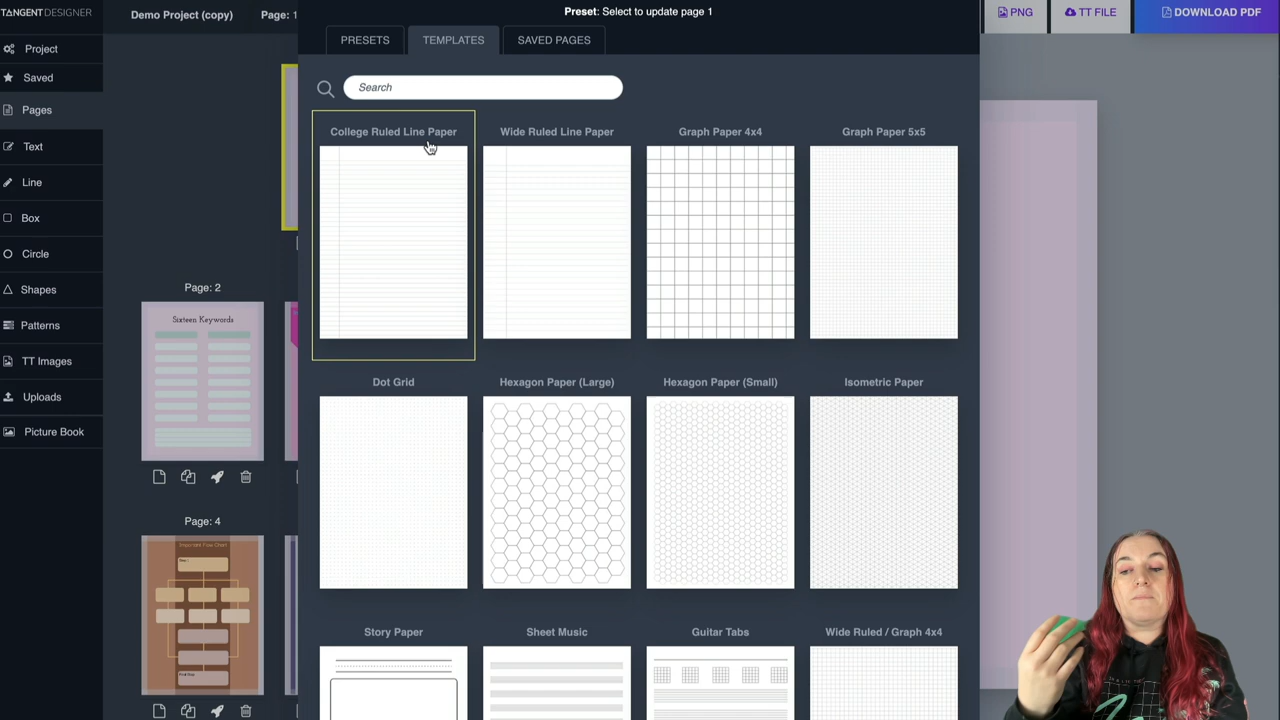 TANGENT DESIGNER
Demo Project (copy)
Page: 1
Preset: Select to update page 1
PNG
TT FILE
DOWNLOAD PDF
PRESETS
TEMPLATES
SAVED PAGES
Project
Saved
Pages
Text
Line
Box
Circle
Shapes
Patterns
TT Images
Uploads
Picture Book
Search
College Ruled Line Paper
Wide Ruled Line Paper
Graph Paper 4x4
Graph Paper 5x5
Page: 2
Sixteen Keywords
Dot Grid
Hexagon Paper (Large)
Hexagon Paper (Small)
Isometric Paper
Page: 4
Important Flow Chart
Story Paper
Sheet Music
Guitar Tabs
Wide Ruled / Graph 4x4